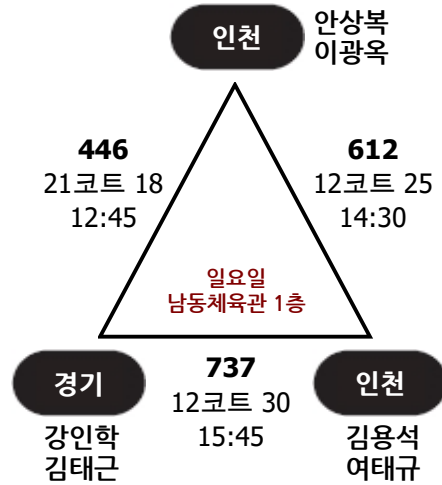 인천
안상복
이광옥
446
21코트 18
12:45
612
12코트 25
14:30
일요일
남동체육관 1층
경기
강인학
김태근
737
12코트 30
15:45
인천
김용석
여태규